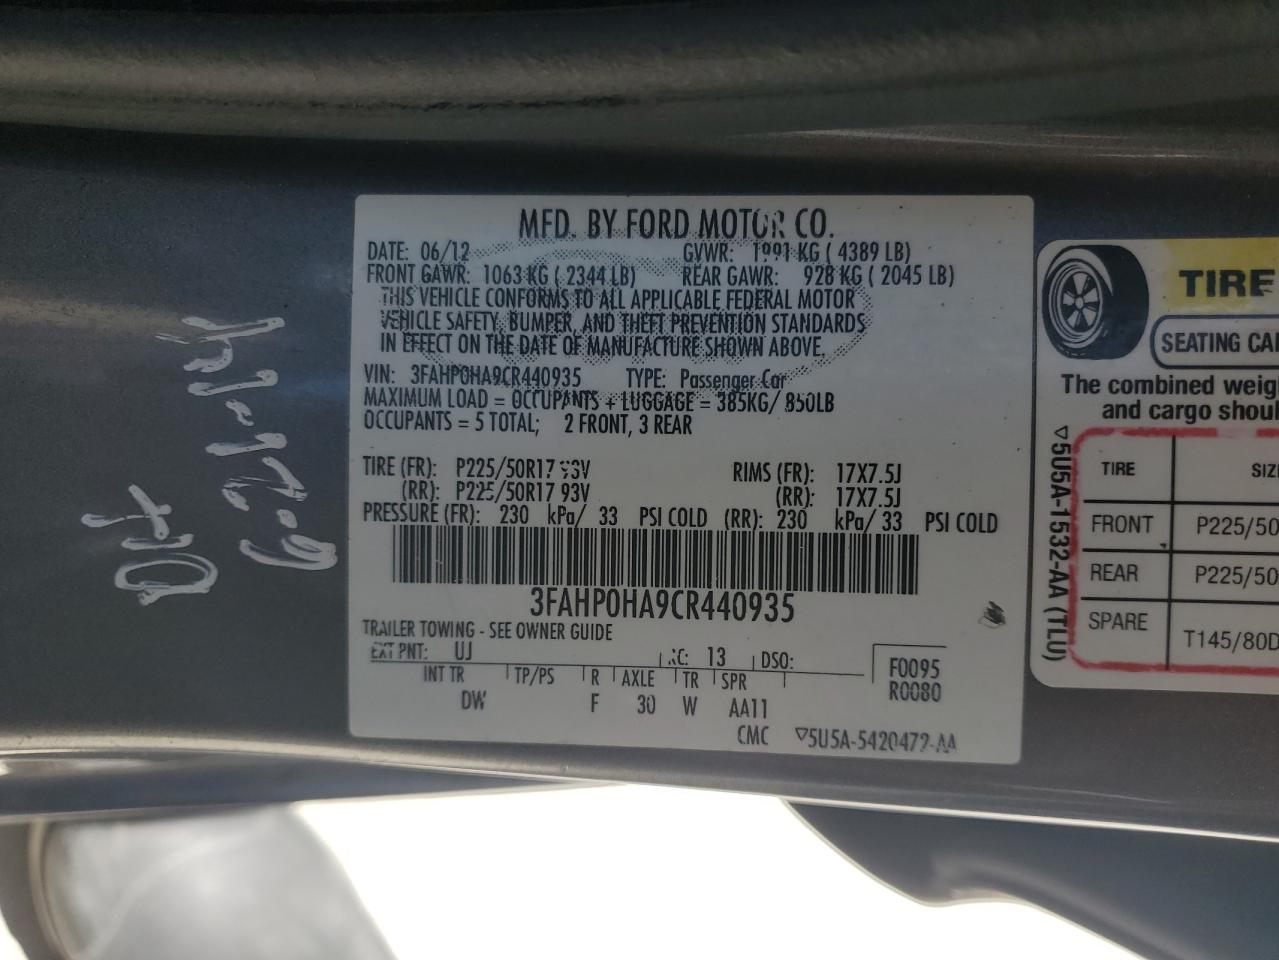 MFD. BY FORD MOTOR CO.
DATE: 06/12 GVWR: 1991 KG ( 4389 LB)
FRONT GAWR: 1063 KG ( 2344 LB) REAR GAWR: 928 KG ( 2045 LB)
THIS VEHICLE CONFORMS TO ALL APPLICABLE FEDERAL MOTOR
VEHICLE SAFETY, BUMPER, AND THEFT PREVENTION STANDARDS
IN EFFECT ON THE DATE OF MANUFACTURE SHOWN ABOVE.
VIN: 3FAHP0HA9CR440935 TYPE: Passenger Car
MAXIMUM LOAD = OCCUPANTS + LUGGAGE = 385KG/ 850LB
OCCUPANTS = 5 TOTAL; 2 FRONT, 3 REAR
TIRE (FR): P225/50R17 93V RIMS (FR): 17X7.5J
(RR): P225/50R17 93V (RR): 17X7.5J
PRESSURE (FR): 230 kPa/ 33 PSI COLD (RR): 230 kPa/ 33 PSI COLD
3FAHP0HA9CR440935
TRAILER TOWING - SEE OWNER GUIDE
EXT PNT: UJ RC: 13 DSO:
INT TR TP/PS R AXLE TR SPR
DW F 30 W AA11
F0095
R0080
CMC ▽5U5A-5420472-AA
TIRE
SEATING CA
The combined weig
and cargo shoul
TIRE SIZ
FRONT P225/50
REAR P225/50
SPARE T145/80D
▽5U5A-1532-AA (TLU)